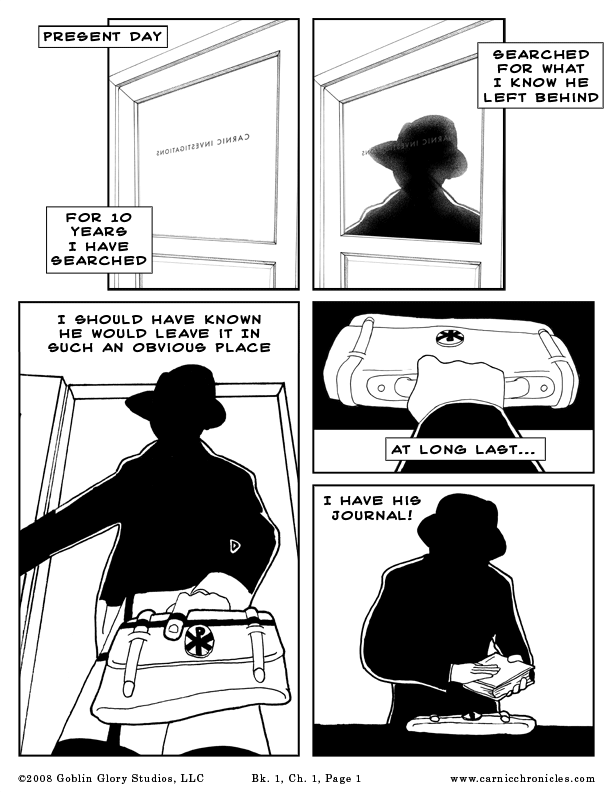 PRESENT DAY
CARNIC INVESTIGATIONS
FOR 10
YEARS
I HAVE
SEARCHED
SEARCHED
FOR WHAT
I KNOW HE
LEFT BEHIND
CARNIC INVESTIGATIONS
I SHOULD HAVE KNOWN
HE WOULD LEAVE IT IN
SUCH AN OBVIOUS PLACE
AT LONG LAST...
I HAVE HIS
JOURNAL!
©2008 Goblin Glory Studios, LLC
Bk. 1, Ch. 1, Page 1
www.carnicchronicles.com